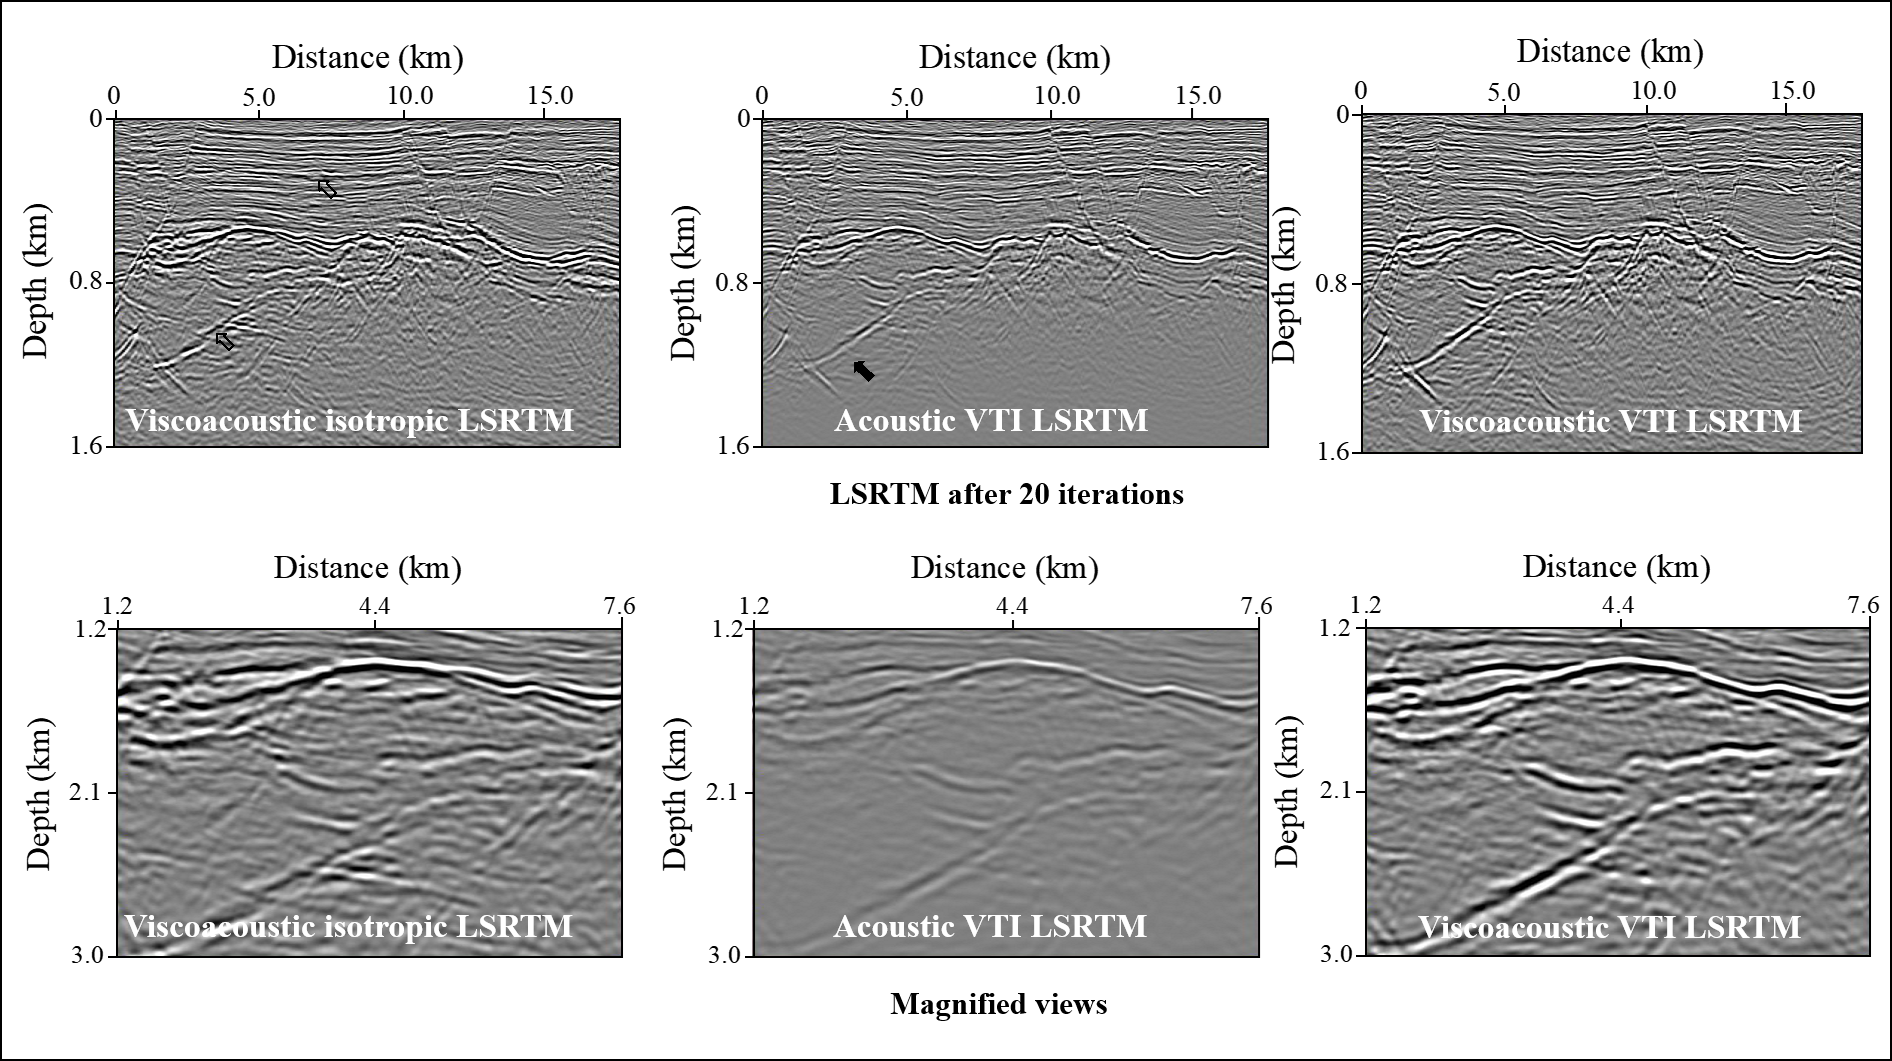 Distance (km)
0 5.0 10.0 15.0
Depth (km)
0
0.8
1.6
Viscoacoustic isotropic LSRTM
Distance (km)
0 5.0 10.0 15.0
Depth (km)
0
0.8
1.6
Acoustic VTI LSRTM
Distance (km)
0 5.0 10.0 15.0
Depth (km)
0
0.8
1.6
Viscoacoustic VTI LSRTM
LSRTM after 20 iterations
Distance (km)
1.2 4.4 7.6
Depth (km)
1.2
2.1
3.0
Viscoacoustic isotropic LSRTM
Distance (km)
1.2 4.4 7.6
Depth (km)
1.2
2.1
3.0
Acoustic VTI LSRTM
Distance (km)
1.2 4.4 7.6
Depth (km)
1.2
2.1
3.0
Viscoacoustic VTI LSRTM
Magnified views